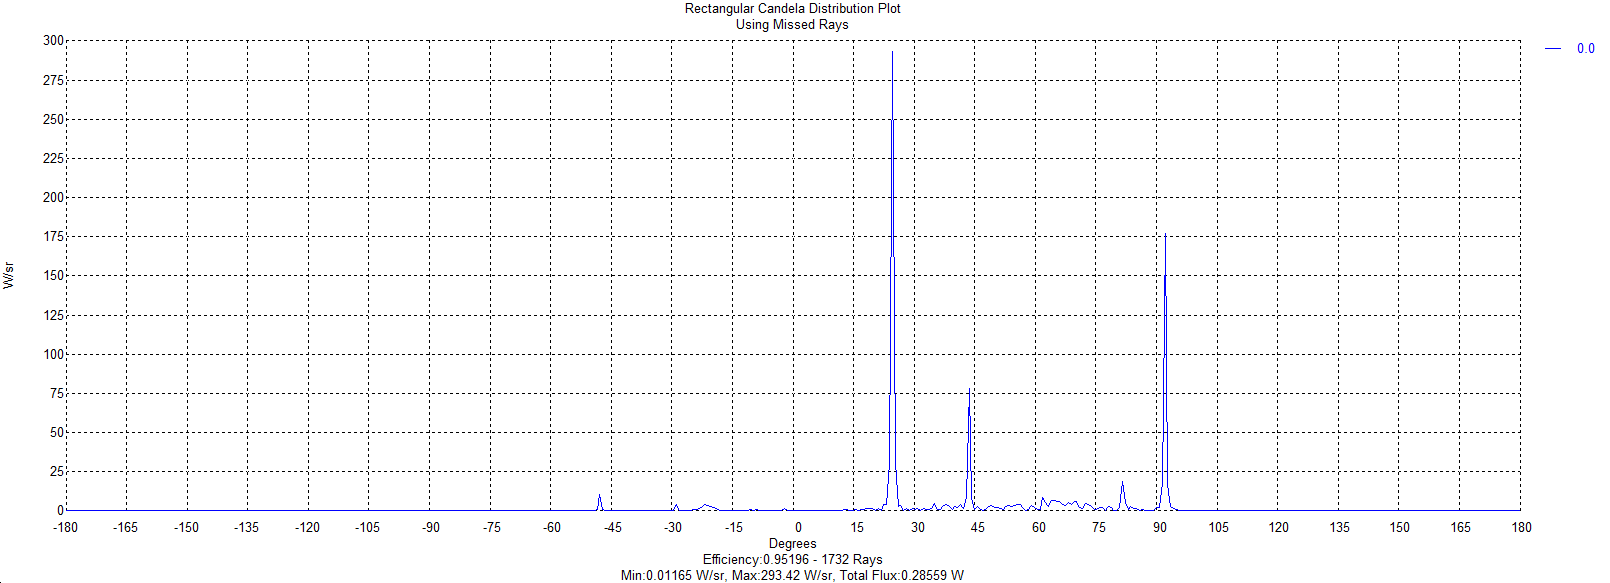 Rectangular Candela Distribution Plot
Using Missed Rays
0.0
300
275
250
225
200
175
150
125
100
75
50
25
0
W/sr
-180 -165 -150 -135 -120 -105 -90 -75 -60 -45 -30 -15 0 15 30 45 60 75 90 105 120 135 150 165 180
Degrees
Efficiency:0.95196 - 1732 Rays
Min:0.01165 W/sr, Max:293.42 W/sr, Total Flux:0.28559 W